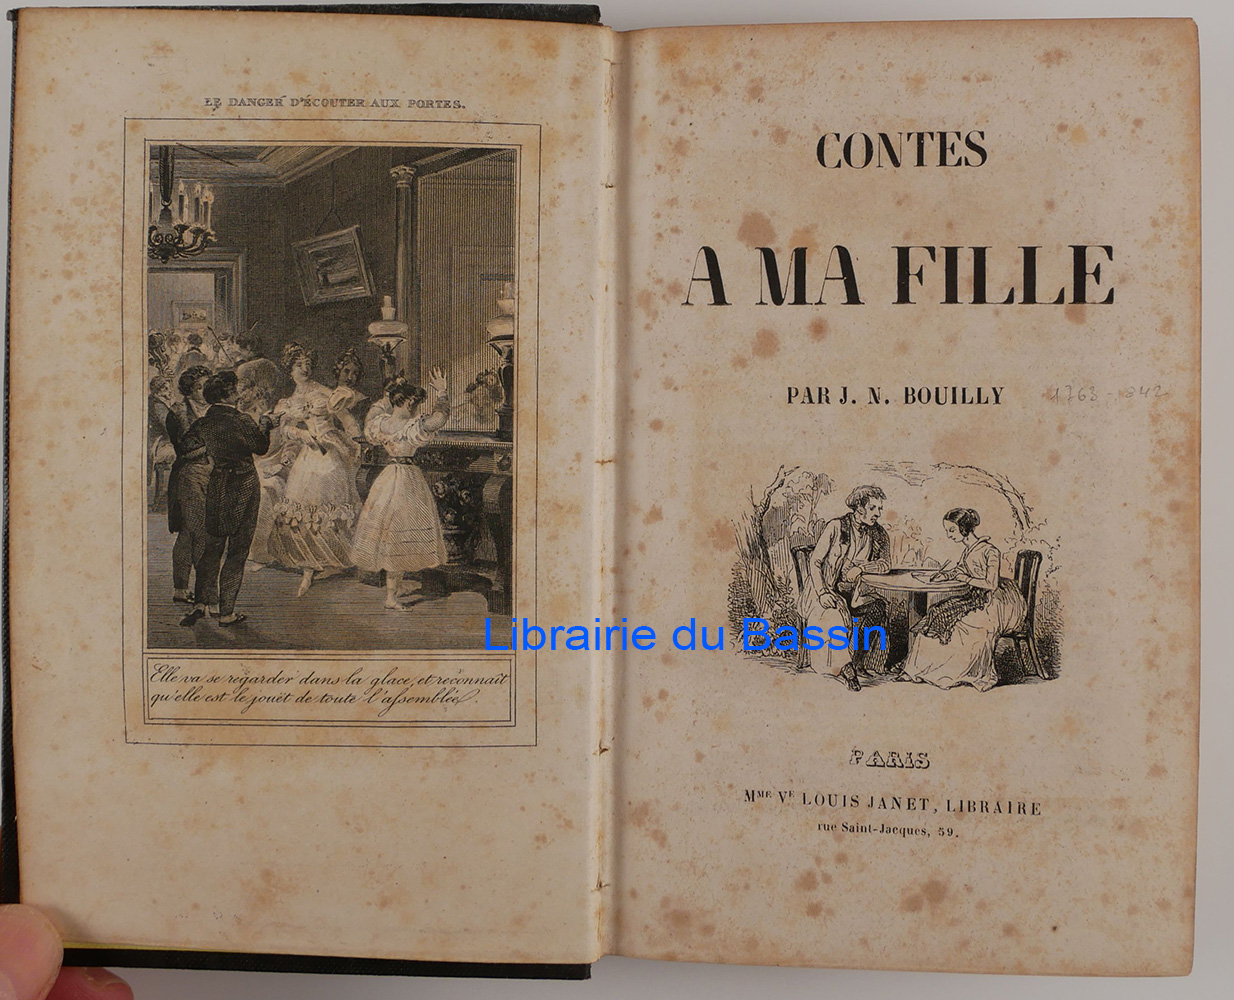 LE DANGER D'ÉCOUTER AUX PORTES.
Elle va se regarder dans la glace, et reconnaît
qu'elle est le jouet de toute l'assemblée.
CONTES
A MA FILLE
PAR J. N. BOUILLY
1763-842
PARIS
MME VE LOUIS JANET, LIBRAIRE
rue Saint-Jacques, 59.
Librairie du Bassin